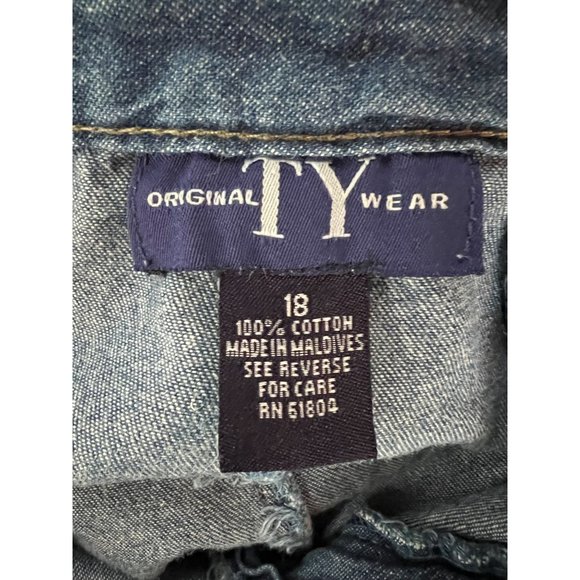 ORIGINAL TY WEAR
18
100% COTTON
MADE IN MALDIVES
SEE REVERSE
FOR CARE
RN 61804